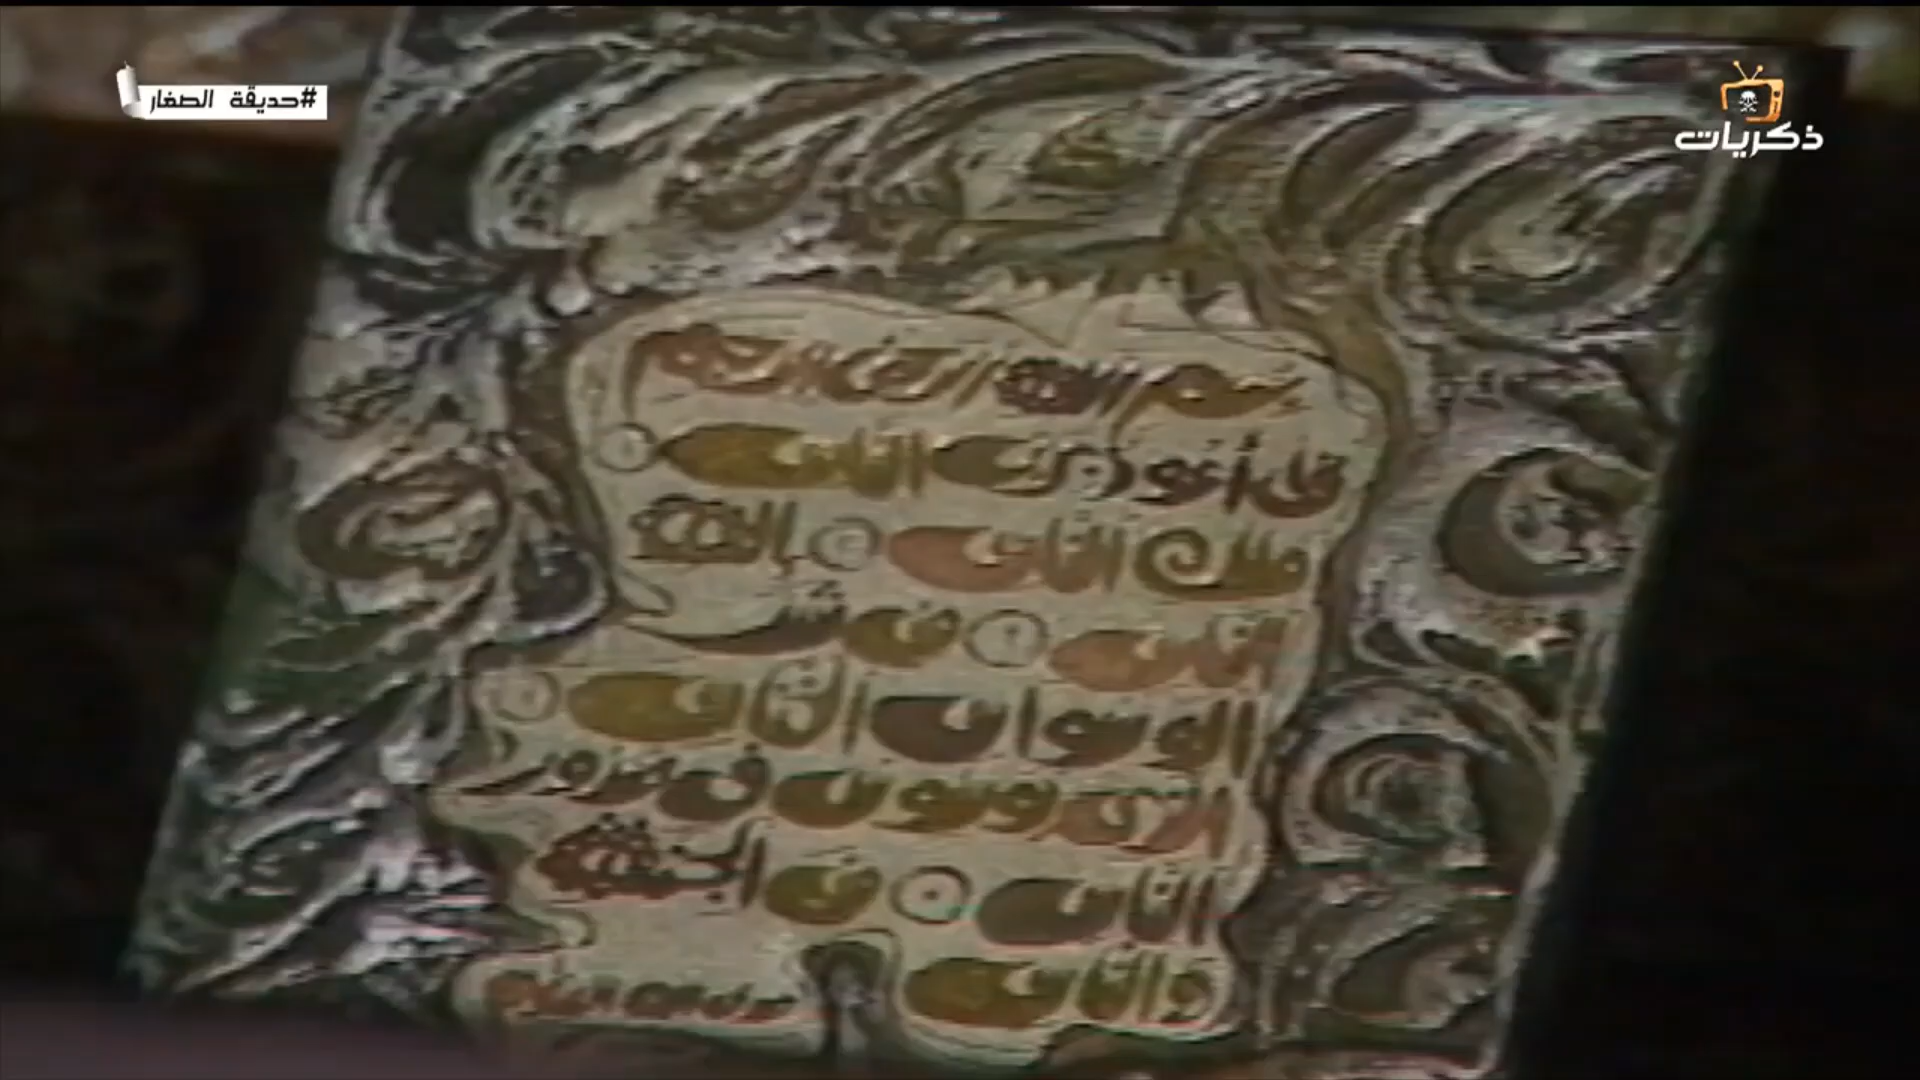 #حديقة الصغار
ذكريات
بسم الله الرحمن الرحيم
قل أعوذ برب الناس
ملك الناس إله
الناس من شر
الوسواس الخناس
الذي يوسوس في صدور
الناس من الجنة
والناس